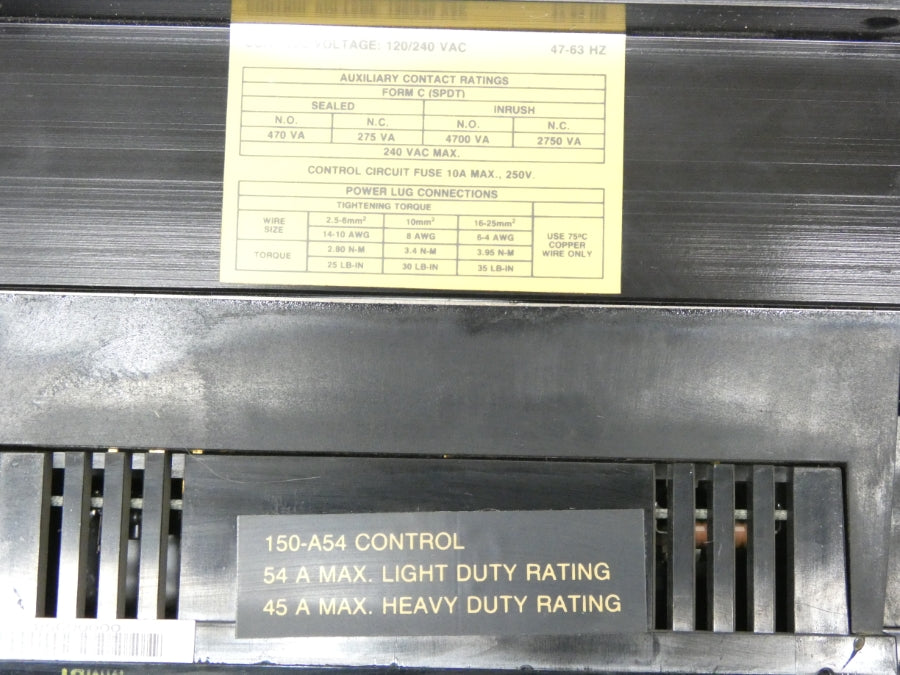 VOLTAGE: 120/240 VAC 47-63 HZ
AUXILIARY CONTACT RATINGS
FORM C (SPDT)
SEALED INRUSH
N.O. N.C. N.O. N.C.
470 VA 275 VA 4700 VA 2750 VA
240 VAC MAX.
CONTROL CIRCUIT FUSE 10A MAX., 250V.
POWER LUG CONNECTIONS
TIGHTENING TORQUE
WIRE SIZE 2.5-6mm² 10mm² 16-25mm²
14-10 AWG 8 AWG 6-4 AWG
TORQUE 2.80 N-M 3.4 N-M 3.95 N-M
25 LB-IN 30 LB-IN 35 LB-IN
USE 75ºC
COPPER
WIRE ONLY
150-A54 CONTROL
54 A MAX. LIGHT DUTY RATING
45 A MAX. HEAVY DUTY RATING